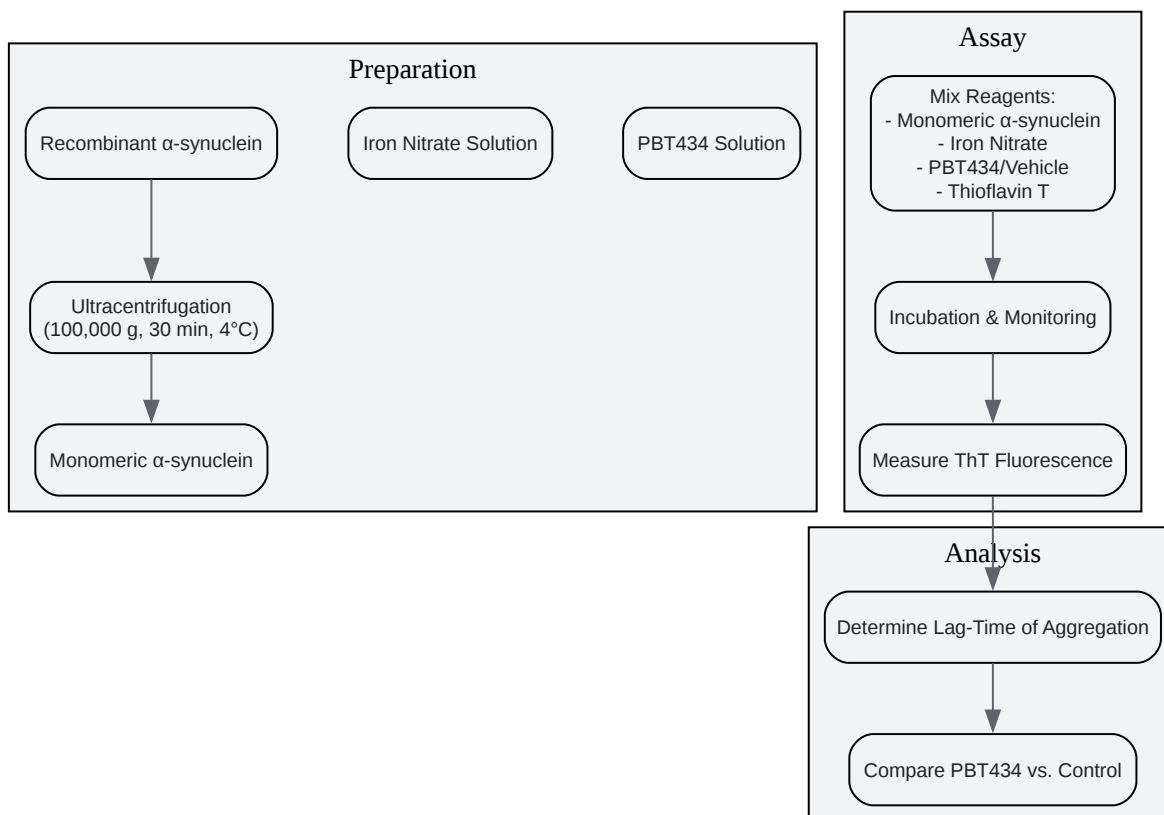 Preparation
Recombinant α-synuclein
Iron Nitrate Solution
PBT434 Solution
Ultracentrifugation
(100,000 g, 30 min, 4°C)
Monomeric α-synuclein
Assay
Mix Reagents:
- Monomeric α-synuclein
- Iron Nitrate
- PBT434/Vehicle
- Thioflavin T
Incubation & Monitoring
Measure ThT Fluorescence
Analysis
Determine Lag-Time of Aggregation
Compare PBT434 vs. Control